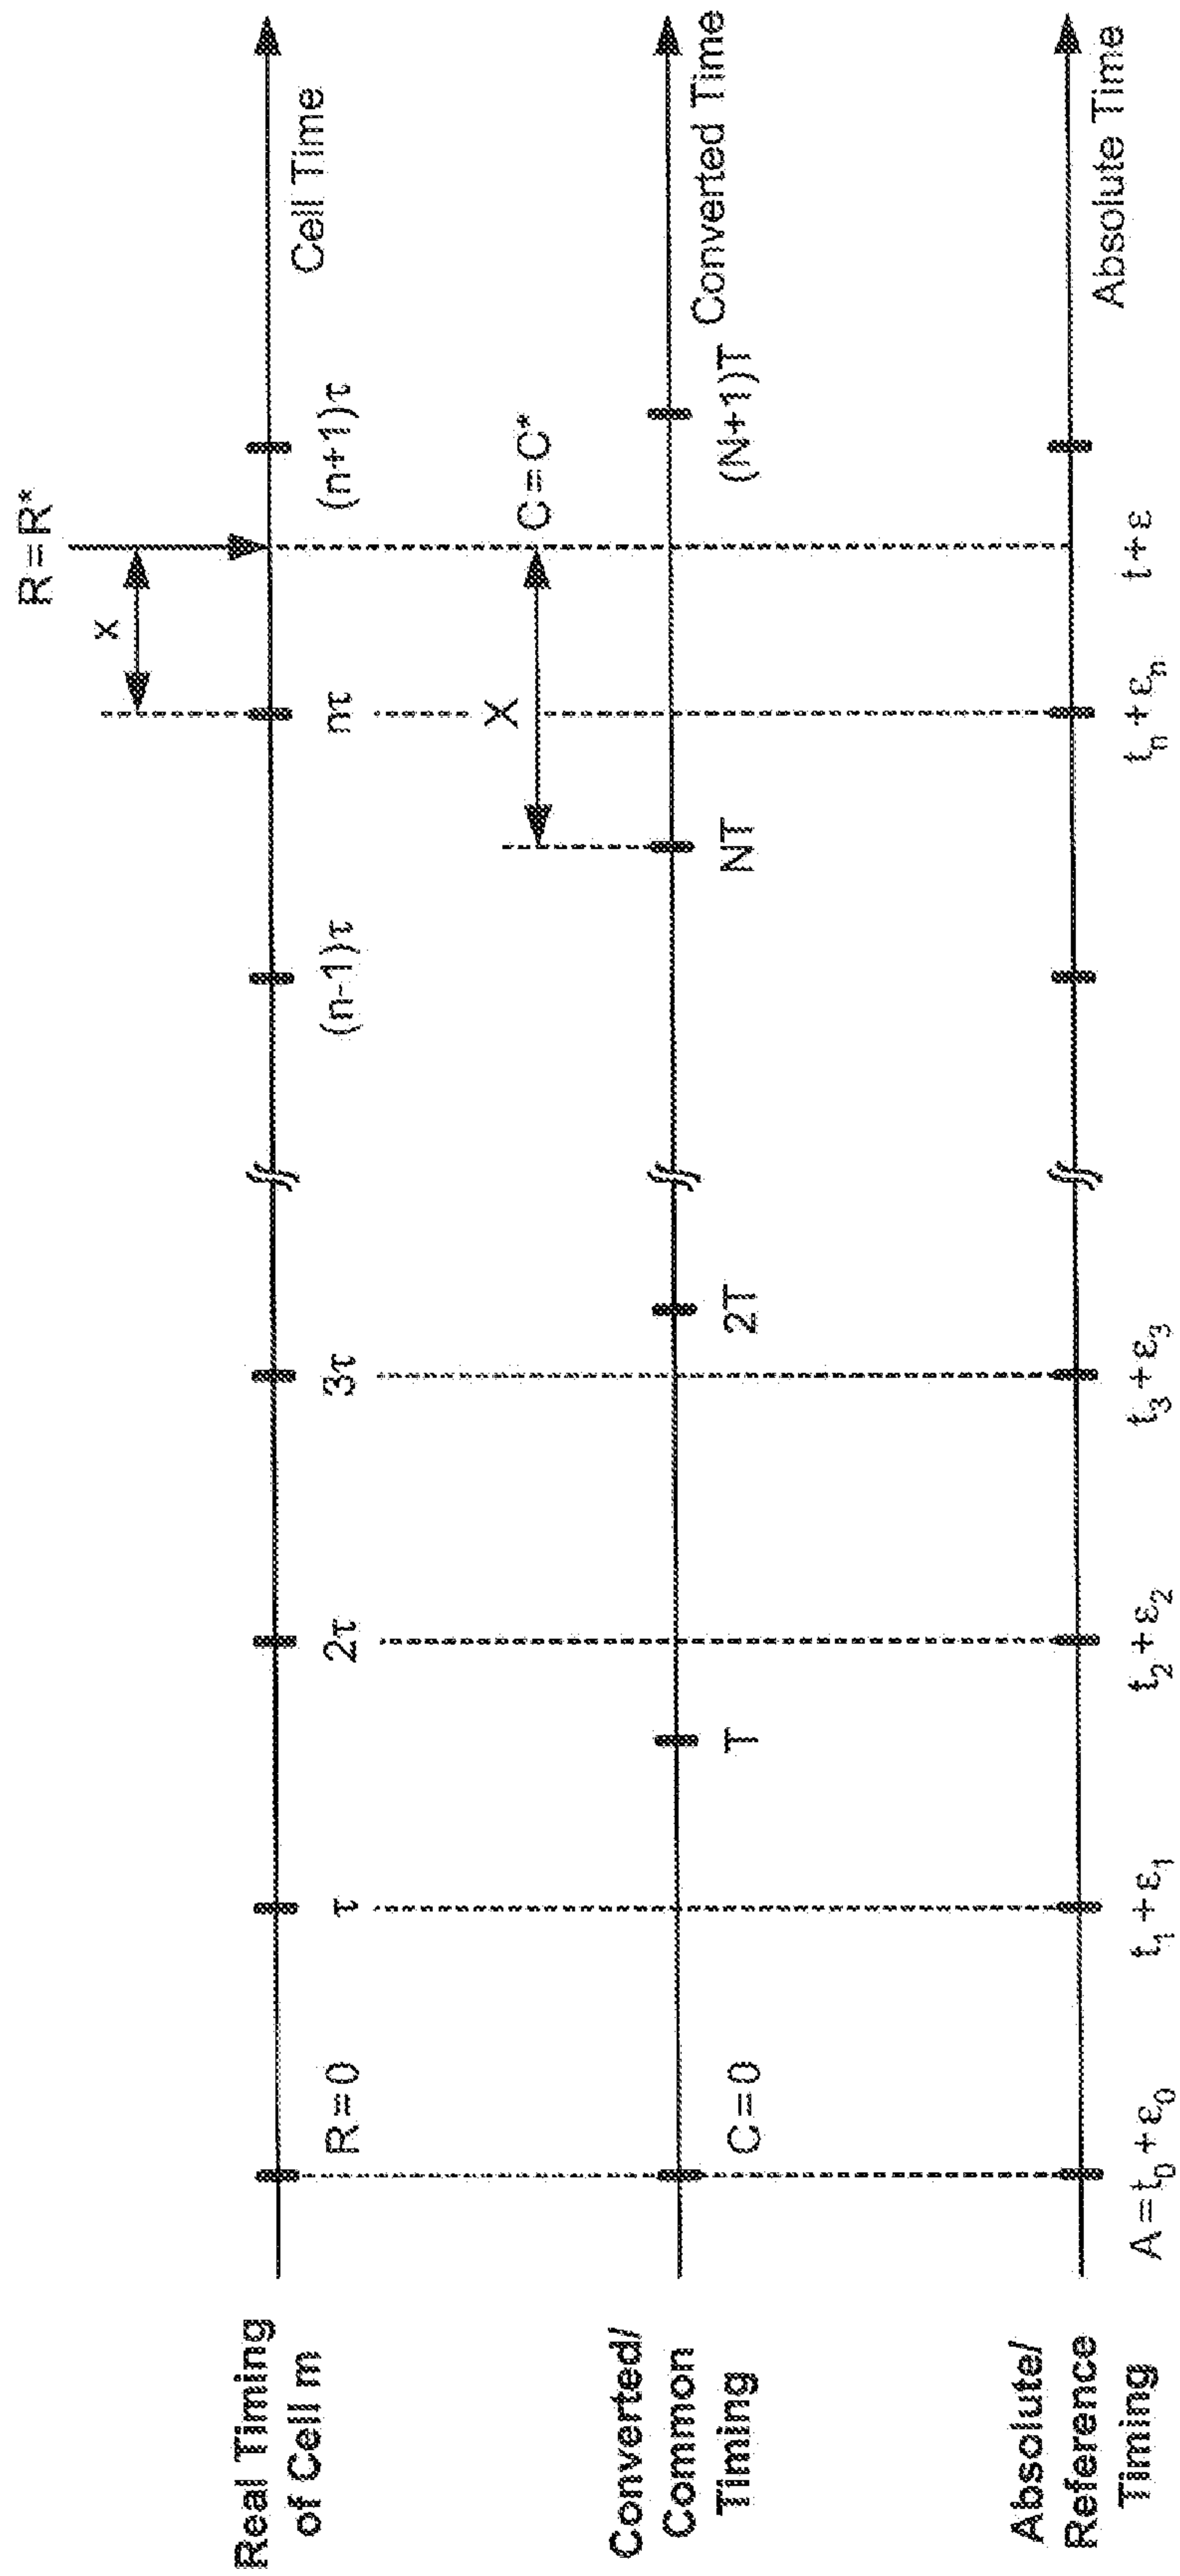 R=R*
x
Real Timing
of Cell m
R=0
τ
2τ
3τ
(n-1)τ
nτ
(n+1)τ
Cell Time
X
C=C*
Converted/
Common
Timing
C=0
T
2T
NT
(N+1)T
Converted Time
Absolute/
Reference
Timing
A=t₀+ε₀
t₁+ε₁
t₂+ε₂
t₃+ε₃
tₙ+εₙ
t+ε
Absolute Time